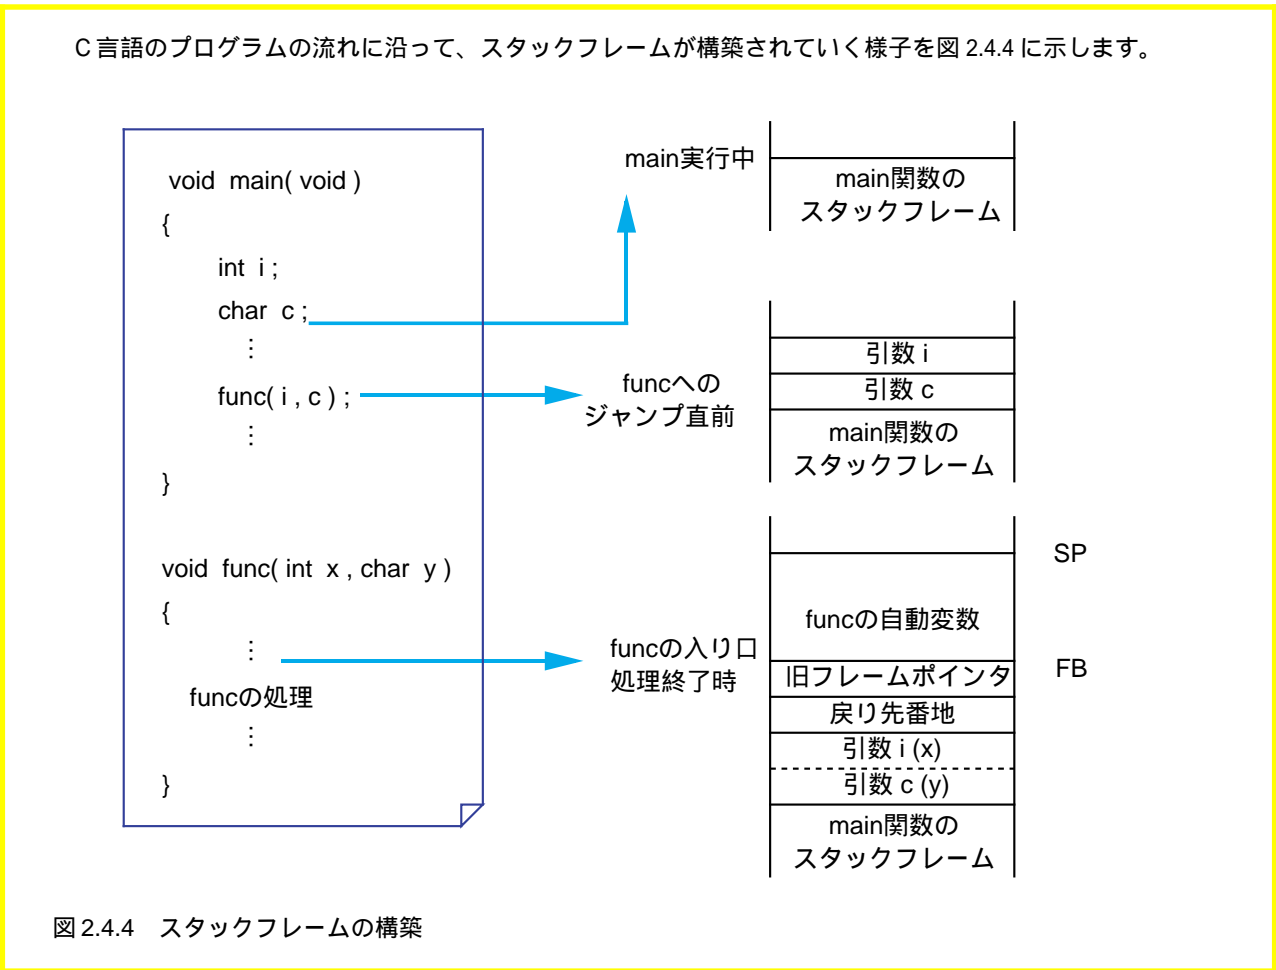 C 言語のプログラムの流れに沿って、スタックフレームが構築されていく様子を図 2.4.4 に示します。
void main( void )
{
int i ;
char c ;
⋮
func( i , c ) ;
⋮
}
void func( int x , char y )
{
⋮
funcの処理
⋮
}
main実行中
main関数の
スタックフレーム
funcへの
ジャンプ直前
引数 i
引数 c
main関数の
スタックフレーム
funcの入り口
処理終了時
SP
funcの自動変数
FB
旧フレームポインタ
戻り先番地
引数 i (x)
引数 c (y)
main関数の
スタックフレーム
図 2.4.4 スタックフレームの構築